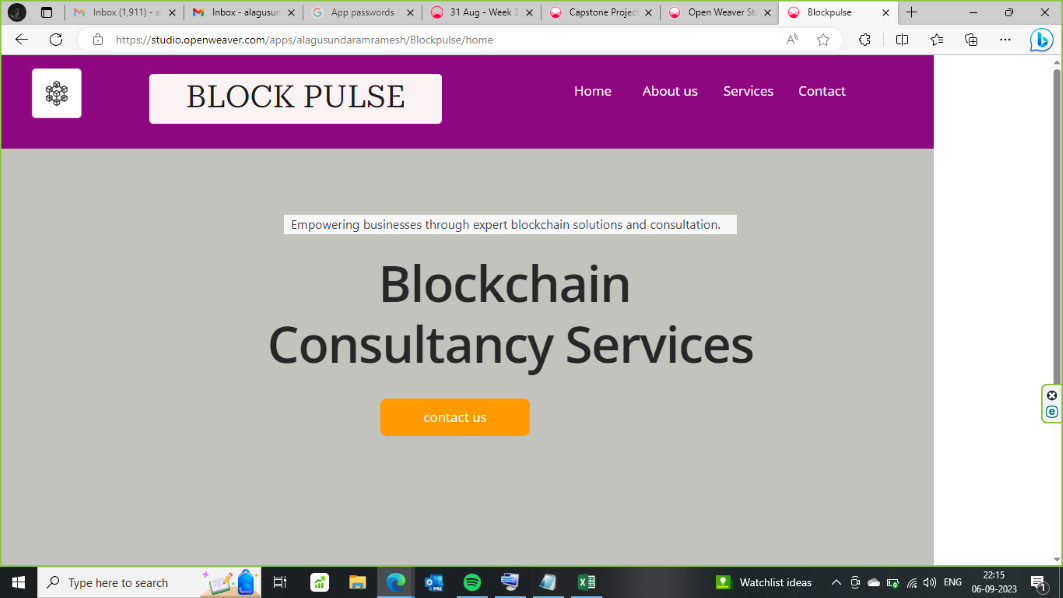 Inbox (1,911) - a
Inbox - alagusun
App passwords
31 Aug - Week 3
Capstone Projec
Open Weaver St
Blockpulse
https://studio.openweaver.com/apps/alagusundaramramesh/Blockpulse/home
BLOCK PULSE
Home
About us
Services
Contact
Empowering businesses through expert blockchain solutions and consultation.
Blockchain
Consultancy Services
contact us
Type here to search
Watchlist ideas
ENG
22:15
06-09-2023
1